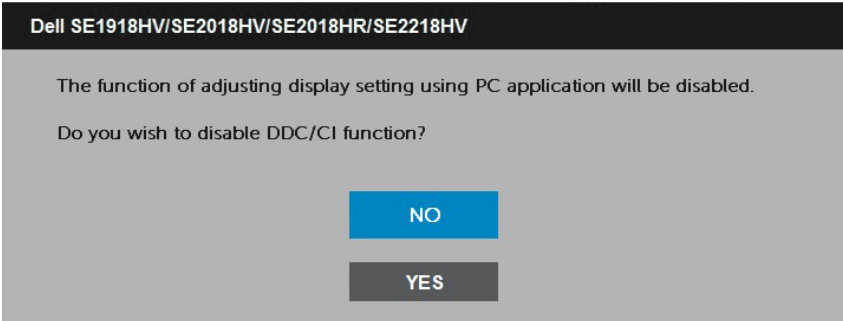 Dell SE1918HV/SE2018HV/SE2018HR/SE2218HV
The function of adjusting display setting using PC application will be disabled.
Do you wish to disable DDC/CI function?
NO
YES